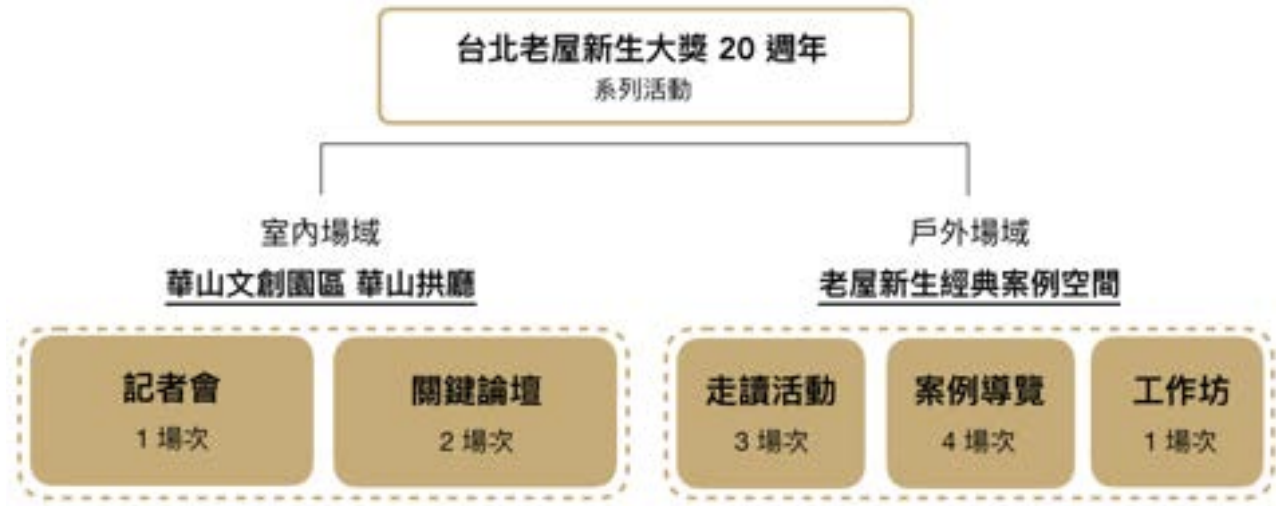 台北老屋新生大獎 20 週年
系列活動
室內場域
華山文創園區 華山拱廳
記者會
1 場次
關鍵論壇
2 場次
戶外場域
老屋新生經典案例空間
走讀活動
3 場次
案例導覽
4 場次
工作坊
1 場次